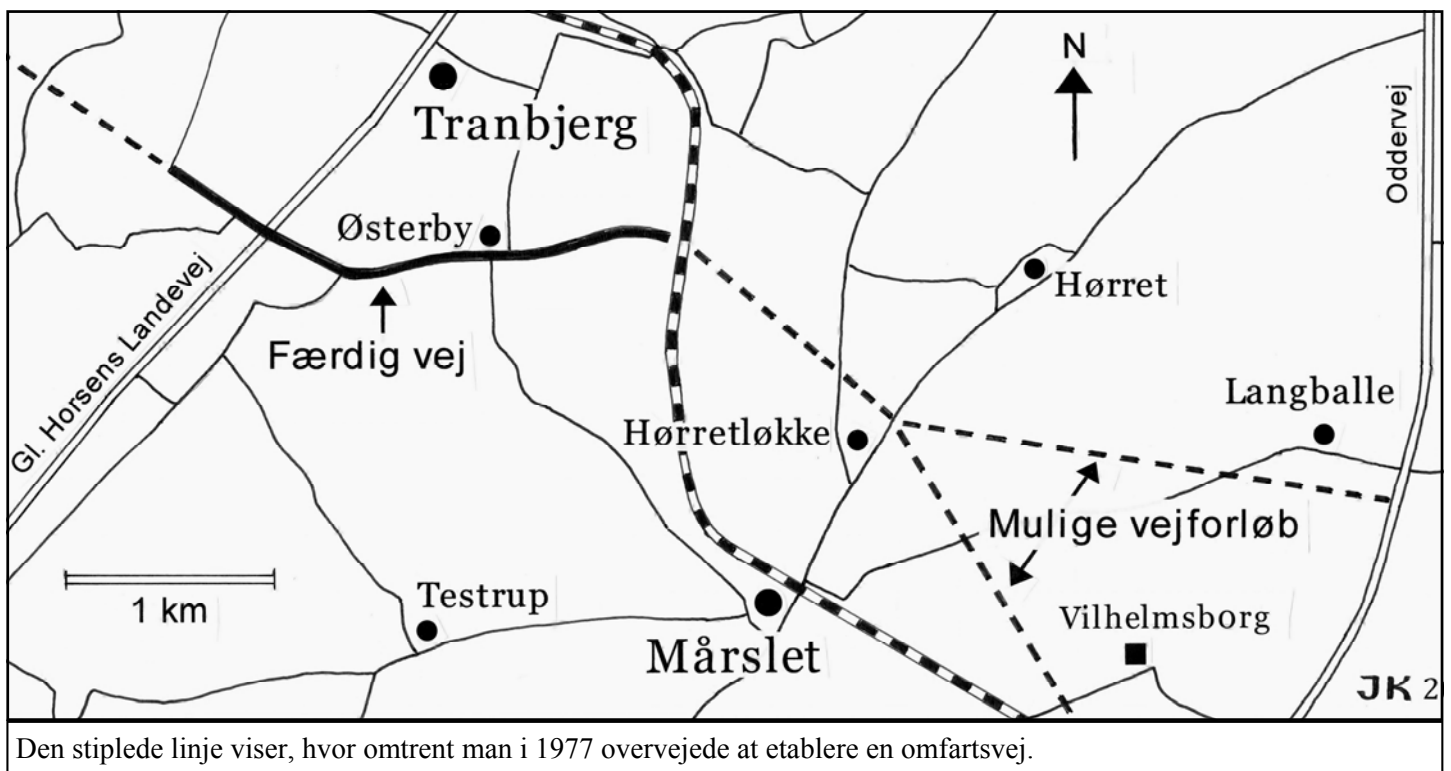 N
Tranbjerg
Oddervej
Østerby
Hørret
Gl. Horsens Landevej
Færdig vej
Langballe
Hørretløkke
Mulige vejforløb
1 km
Testrup
Vilhelmsborg
Mårslet
JK 2
Den stiplede linje viser, hvor omtrent man i 1977 overvejede at etablere en omfartsvej.